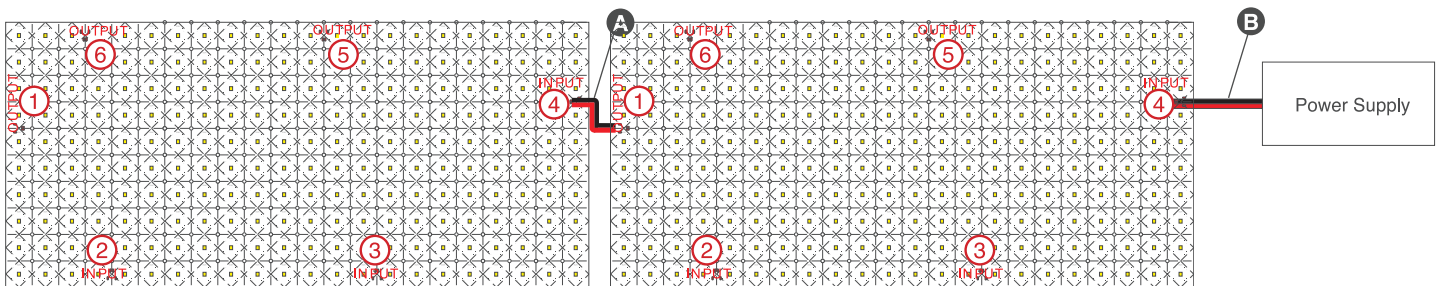 A B
OUTPUT OUTPUT OUTPUT OUTPUT
6 5 6 5
INPUT INPUT
OUTPUT 1 4 OUTPUT 1 4 Power Supply
2 3 2 3
INPUT INPUT INPUT INPUT